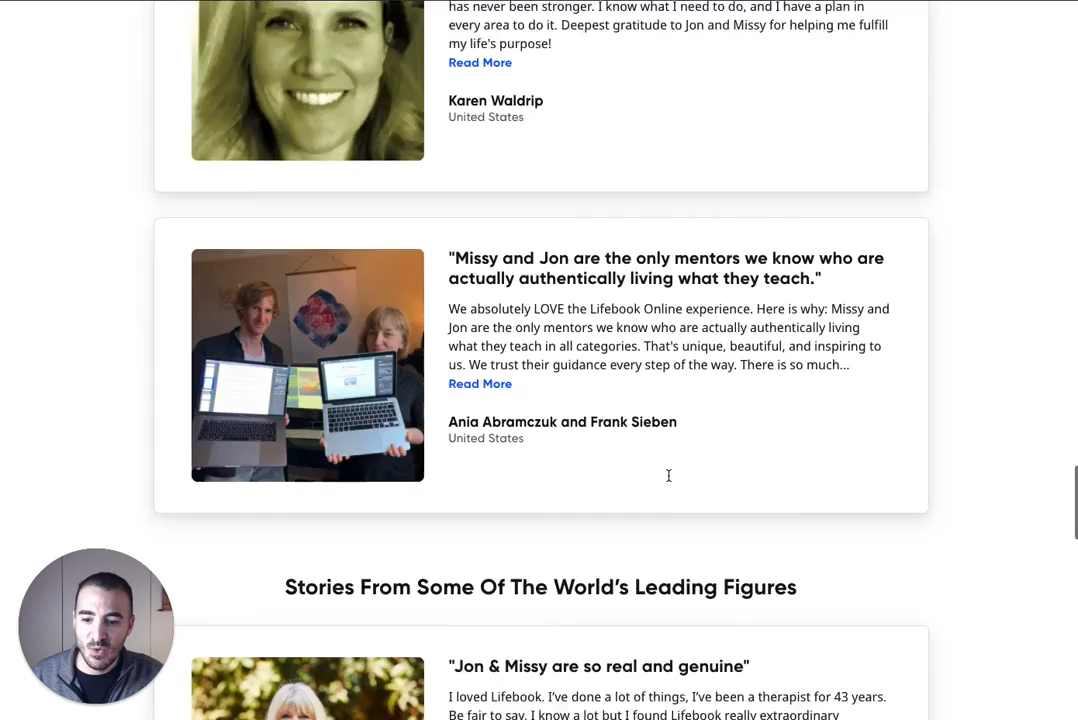 has never been stronger. I know what I need to do, and I have a plan in
every area to do it. Deepest gratitude to Jon and Missy for helping me fulfill
my life's purpose!
Read More
Karen Waldrip
United States
"Missy and Jon are the only mentors we know who are
actually authentically living what they teach."
We absolutely LOVE the Lifebook Online experience. Here is why: Missy and
Jon are the only mentors we know who are actually authentically living
what they teach in all categories. That's unique, beautiful, and inspiring to
us. We trust their guidance every step of the way. There is so much...
Read More
Ania Abramczuk and Frank Sieben
United States
Stories From Some Of The World’s Leading Figures
"Jon & Missy are so real and genuine"
I loved Lifebook. I’ve done a lot of things, I’ve been a therapist for 43 years.
Be fair to say, I know a lot but I found Lifebook really extraordinary